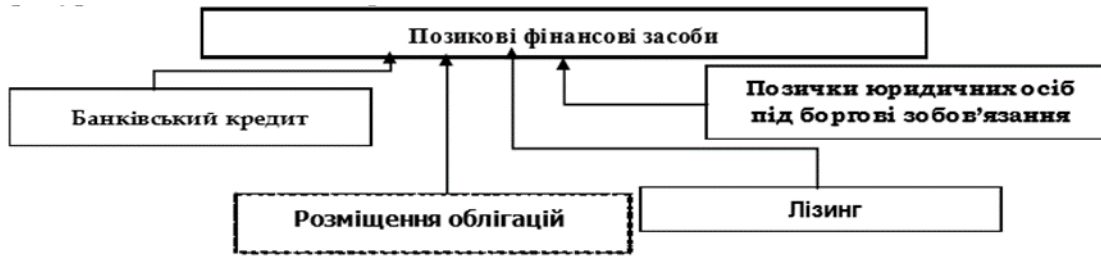 Позикові фінансові засоби
Банківський кредит
Позички юридичних осіб
під боргові зобов’язання
Розміщення облігацій
Лізинг